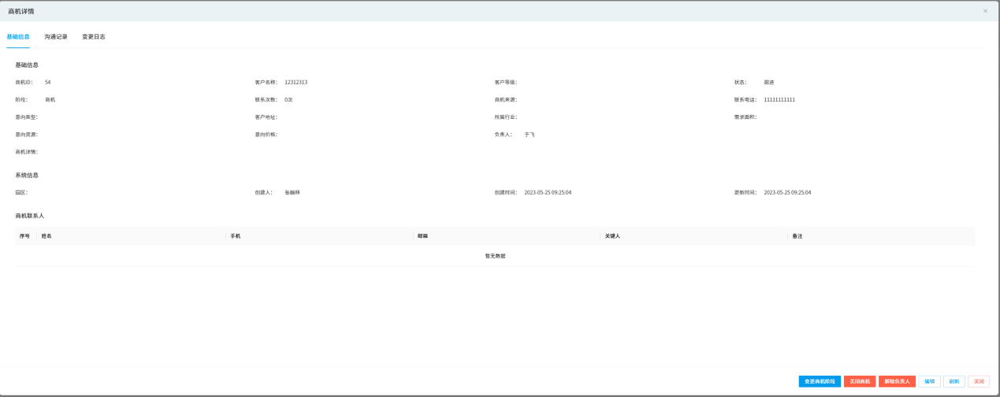 商机详情
基础信息 沟通记录 变更日志
基础信息
商机ID: 54 客户名称: 12312313 客户等级: 状态: 跟进
阶段: 商机 联系次数: 0次 商机来源: 联系电话: 11111111111
意向类型: 客户地址: 所属行业: 需求面积:
意向资源: 意向价格: 负责人: 于飞
商机详情:
系统信息
园区: 创建人: 张翰林 创建时间: 2023-05-25 09:25:04 更新时间: 2023-05-25 09:25:04
商机联系人
序号 姓名 手机 邮箱 关键人 备注
暂无数据
变更商机阶段 关闭商机 解除负责人 编辑 刷新 关闭